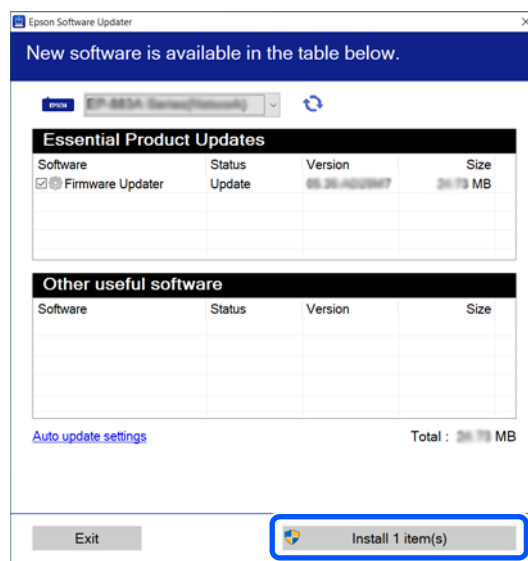 Epson Software Updater
New software is available in the table below.
EPSON
Essential Product Updates
Software Status Version Size
Firmware Updater Update MB
Other useful software
Software Status Version Size
Auto update settings Total : MB
Exit Install 1 item(s)